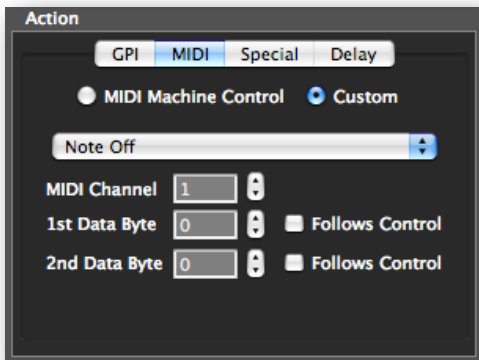 Action
GPI MIDI Special Delay
MIDI Machine Control Custom
Note Off
MIDI Channel 1
1st Data Byte 0 Follows Control
2nd Data Byte 0 Follows Control